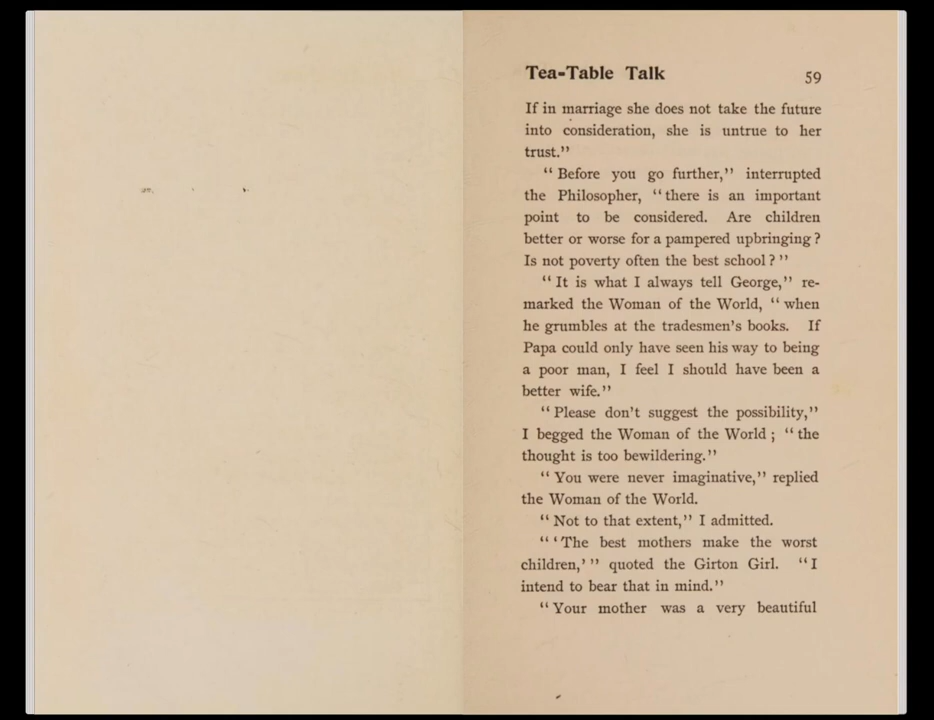 Tea-Table Talk 59
If in marriage she does not take the future
into consideration, she is untrue to her
trust.”
“ Before you go further,” interrupted
the Philosopher, “there is an important
point to be considered. Are children
better or worse for a pampered upbringing ?
Is not poverty often the best school ? ”
“ It is what I always tell George,” re-
marked the Woman of the World, “ when
he grumbles at the tradesmen’s books. If
Papa could only have seen his way to being
a poor man, I feel I should have been a
better wife.”
“ Please don’t suggest the possibility,”
I begged the Woman of the World ; “ the
thought is too bewildering.”
“ You were never imaginative,” replied
the Woman of the World.
“ Not to that extent,” I admitted.
“ ‘ The best mothers make the worst
children,’ ” quoted the Girton Girl. “ I
intend to bear that in mind.”
“ Your mother was a very beautiful